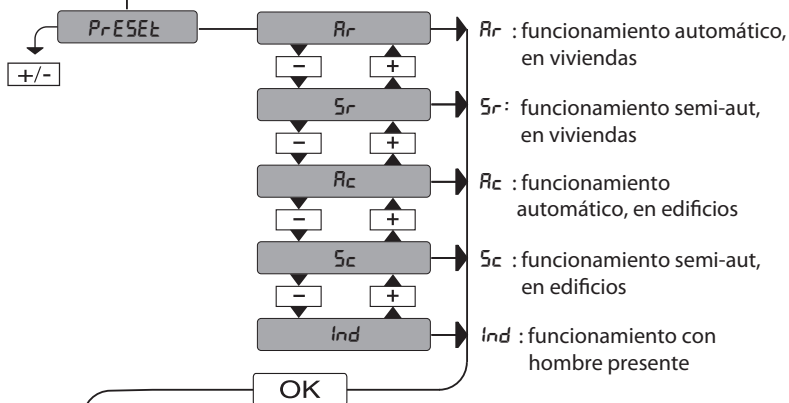 PrESEt
+/-
Ar
Ar : funcionamiento automático,
en viviendas
- +
Sr
Sr: funcionamiento semi-aut,
en viviendas
- +
Ac
Ac : funcionamiento
automático, en edificios
- +
Sc
Sc : funcionamiento semi-aut,
en edificios
- +
Ind
Ind : funcionamiento con
hombre presente
OK